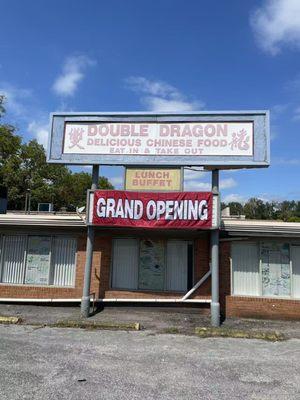 雙 DOUBLE DRAGON 龍
DELICIOUS CHINESE FOOD
EAT IN & TAKE OUT
LUNCH
BUFFET
GRAND OPENING